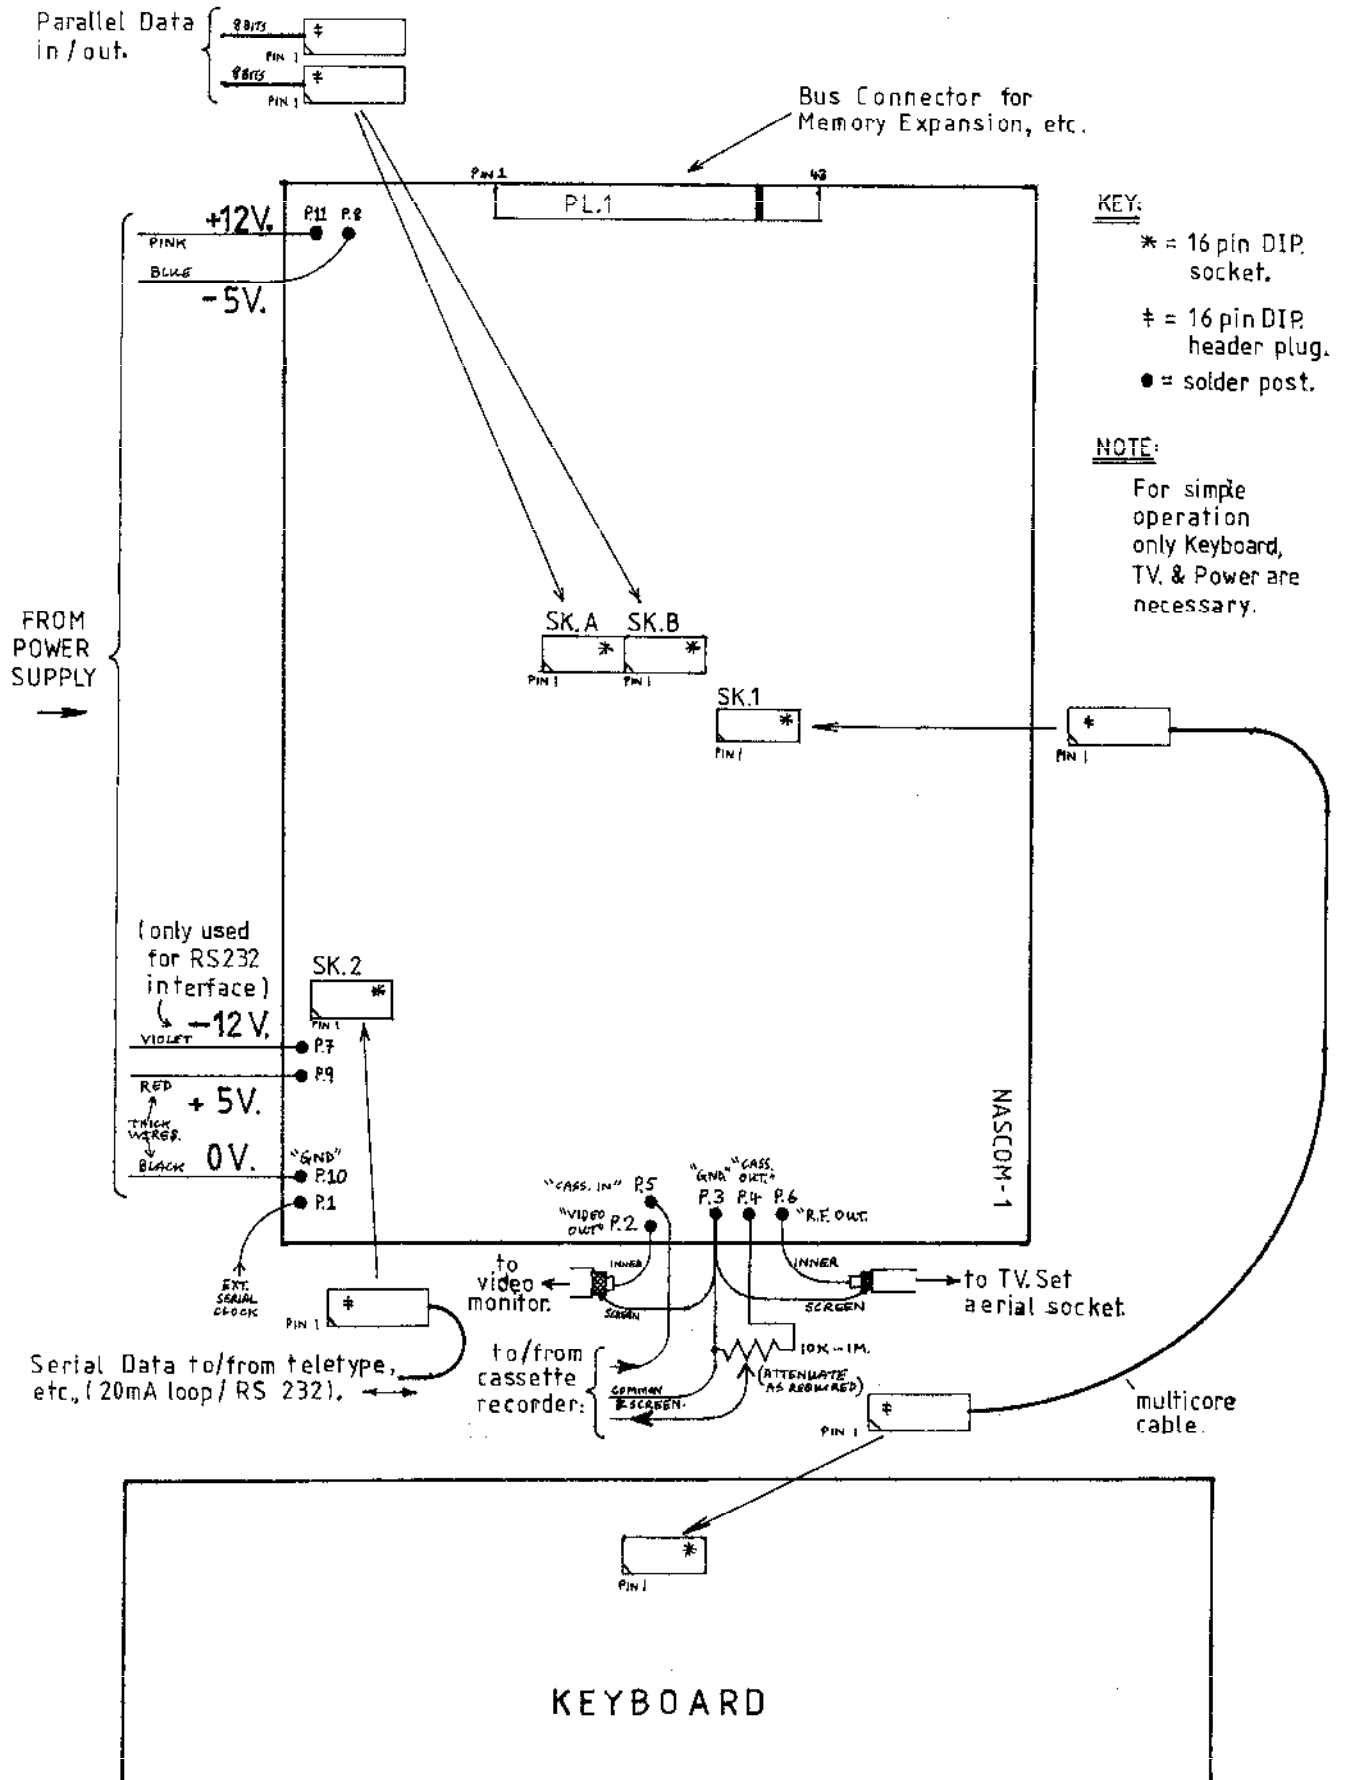 Parallel Data
in / out.
8 BITS
‡
PIN 1
8 BITS
‡
PIN 1
Bus Connector for
Memory Expansion, etc.
PIN 1
43
PL.1
KEY:
* = 16 pin DIP.
socket.
‡ = 16 pin DIP.
header plug.
● = solder post.
NOTE:
For simple
operation
only Keyboard,
TV. & Power are
necessary.
+12V.
P.11 P.8
PINK
BLUE
-5V.
FROM
POWER
SUPPLY
SK.A SK.B
* *
PIN 1 PIN 1
SK.1
*
PIN 1
*
PIN 1
(only used
for RS232
interface)
SK.2
*
PIN 1
-12V.
VIOLET
P.7
P.9
RED
+ 5V.
THICK
WIRES.
BLACK
0V.
"GND"
P.10
P.1
EXT.
SERIAL
CLOCK
NASCOM-1
"CASS. IN" P.5
"VIDEO
OUT" P.2
"GND" "CASS.
OUT."
P.3 P.4 P.6
"R.F. OUT.
INNER
to
video
monitor.
SCREEN
INNER
SCREEN
to TV. Set
aerial socket.
‡
PIN 1
Serial Data to/from teletype,
etc., (20mA loop / RS 232).
to/from
cassette
recorder.
COMMON
& SCREEN.
10K-1M.
(ATTENUATE
AS REQUIRED)
‡
PIN 1
multicore
cable.
*
PIN 1
KEYBOARD